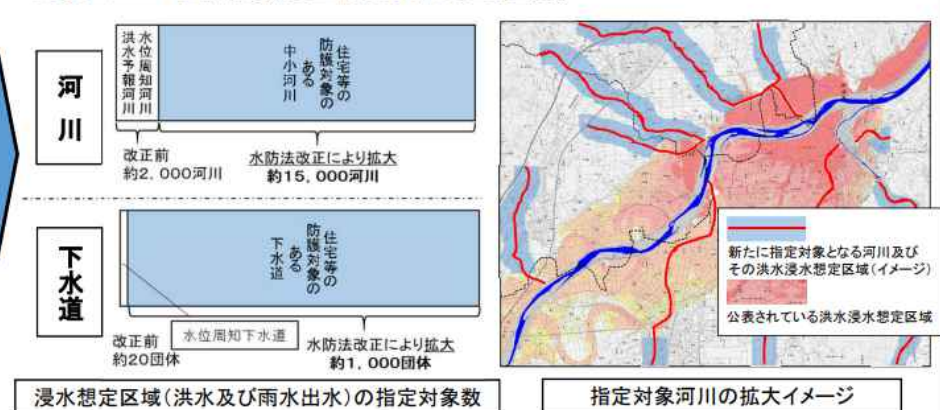 河川
洪水予報河川
水位周知河川
住宅等の
防護対象の
ある
中小河川
改正前
約2,000河川
水防法改正により拡大
約15,000河川
下水道
住宅等の
防護対象の
ある
下水道
水位周知下水道
改正前
約20団体
水防法改正により拡大
約1,000団体
浸水想定区域(洪水及び雨水出水)の指定対象数
新たに指定対象となる河川及び
その洪水浸水想定区域(イメージ)
公表されている洪水浸水想定区域
指定対象河川の拡大イメージ